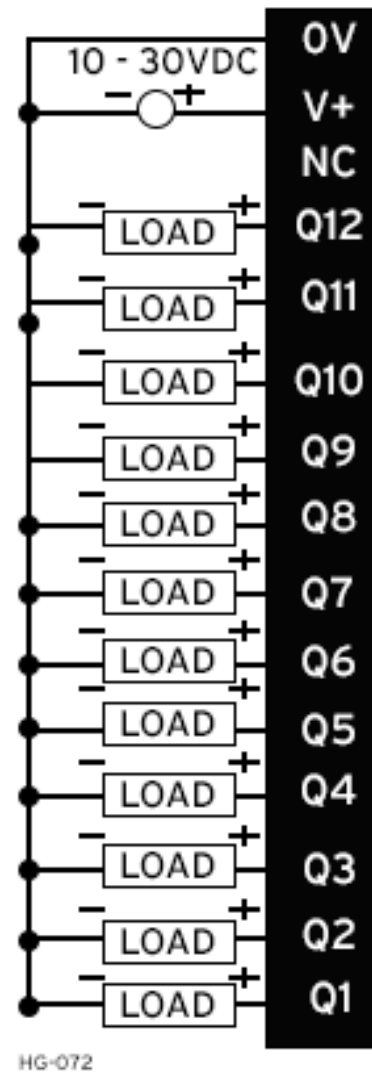 0V
10 - 30VDC
- + V+
NC
- LOAD + Q12
- LOAD + Q11
- LOAD + Q10
- LOAD + Q9
- LOAD + Q8
- LOAD + Q7
- LOAD + Q6
- LOAD + Q5
- LOAD + Q4
- LOAD + Q3
- LOAD + Q2
- LOAD + Q1
HG-072